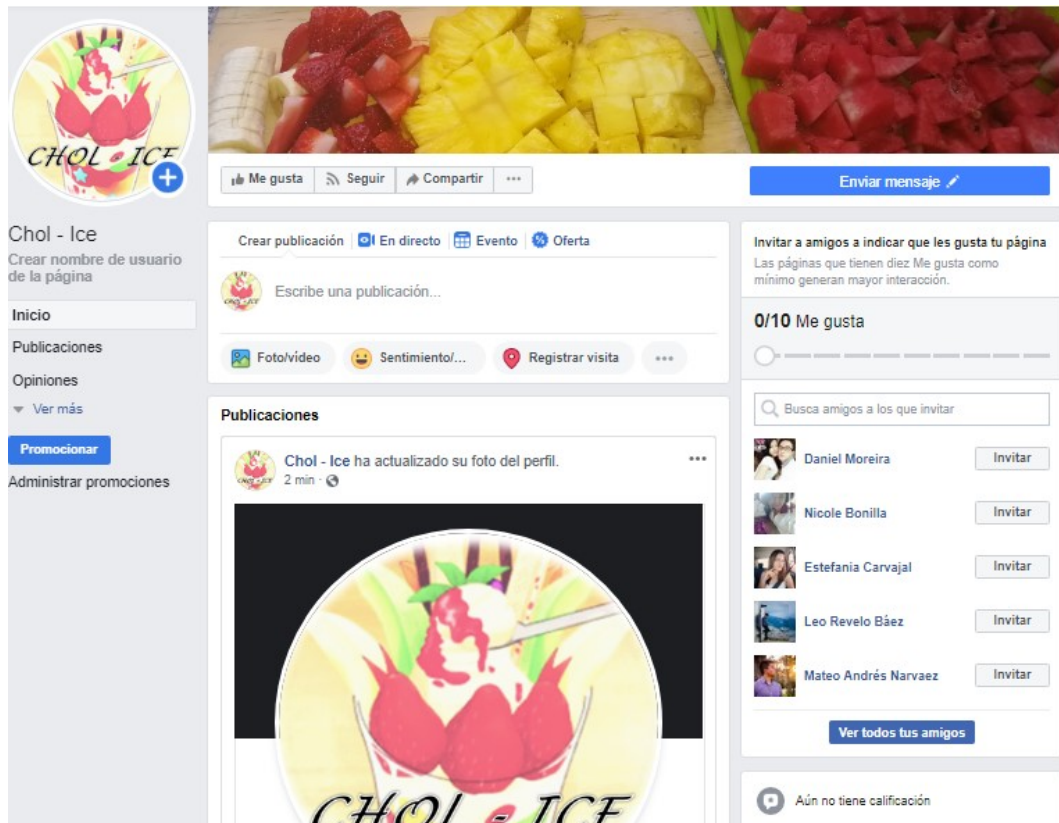 CHOL - ICE
Chol - Ice
Crear nombre de usuario
de la página
Inicio
Publicaciones
Opiniones
Ver más
Promocionar
Administrar promociones
Me gusta
Seguir
Compartir
Enviar mensaje
Crear publicación
En directo
Evento
Oferta
Escribe una publicación...
Foto/vídeo
Sentimiento/...
Registrar visita
Publicaciones
Chol - Ice ha actualizado su foto del perfil.
2 min ·
CHOL - ICE
Invitar a amigos a indicar que les gusta tu página
Las páginas que tienen diez Me gusta como
mínimo generan mayor interacción.
0/10 Me gusta
Busca amigos a los que invitar
Daniel Moreira Invitar
Nicole Bonilla Invitar
Estefania Carvajal Invitar
Leo Revelo Báez Invitar
Mateo Andrés Narvaez Invitar
Ver todos tus amigos
Aún no tiene calificación